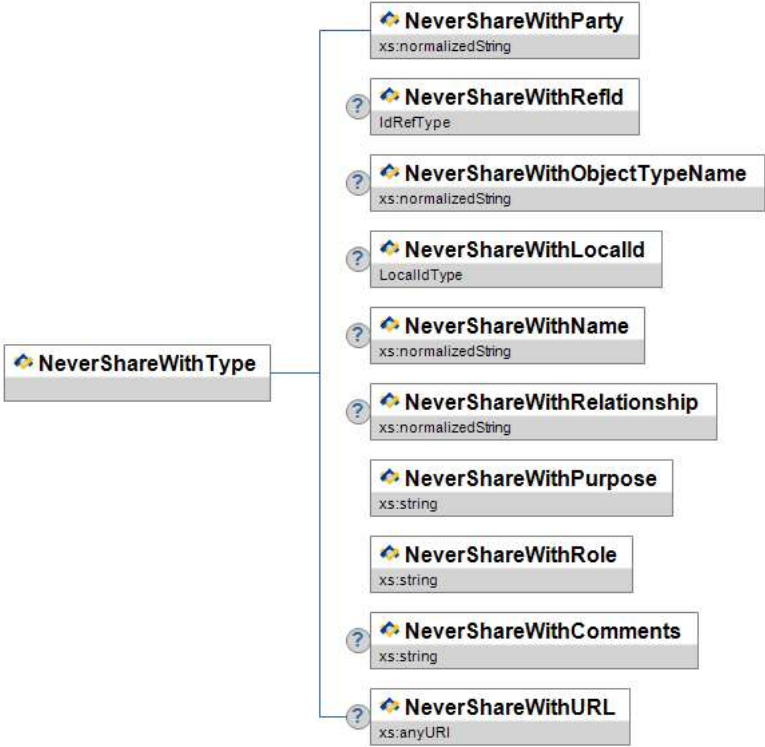 NeverShareWithParty
xs:normalizedString
?
NeverShareWithRefId
IdRefType
?
NeverShareWithObjectTypeName
xs:normalizedString
?
NeverShareWithLocalId
LocalIdType
?
NeverShareWithName
xs:normalizedString
NeverShareWithType
?
NeverShareWithRelationship
xs:normalizedString
NeverShareWithPurpose
xs:string
NeverShareWithRole
xs:string
?
NeverShareWithComments
xs:string
?
NeverShareWithURL
xs:anyURI